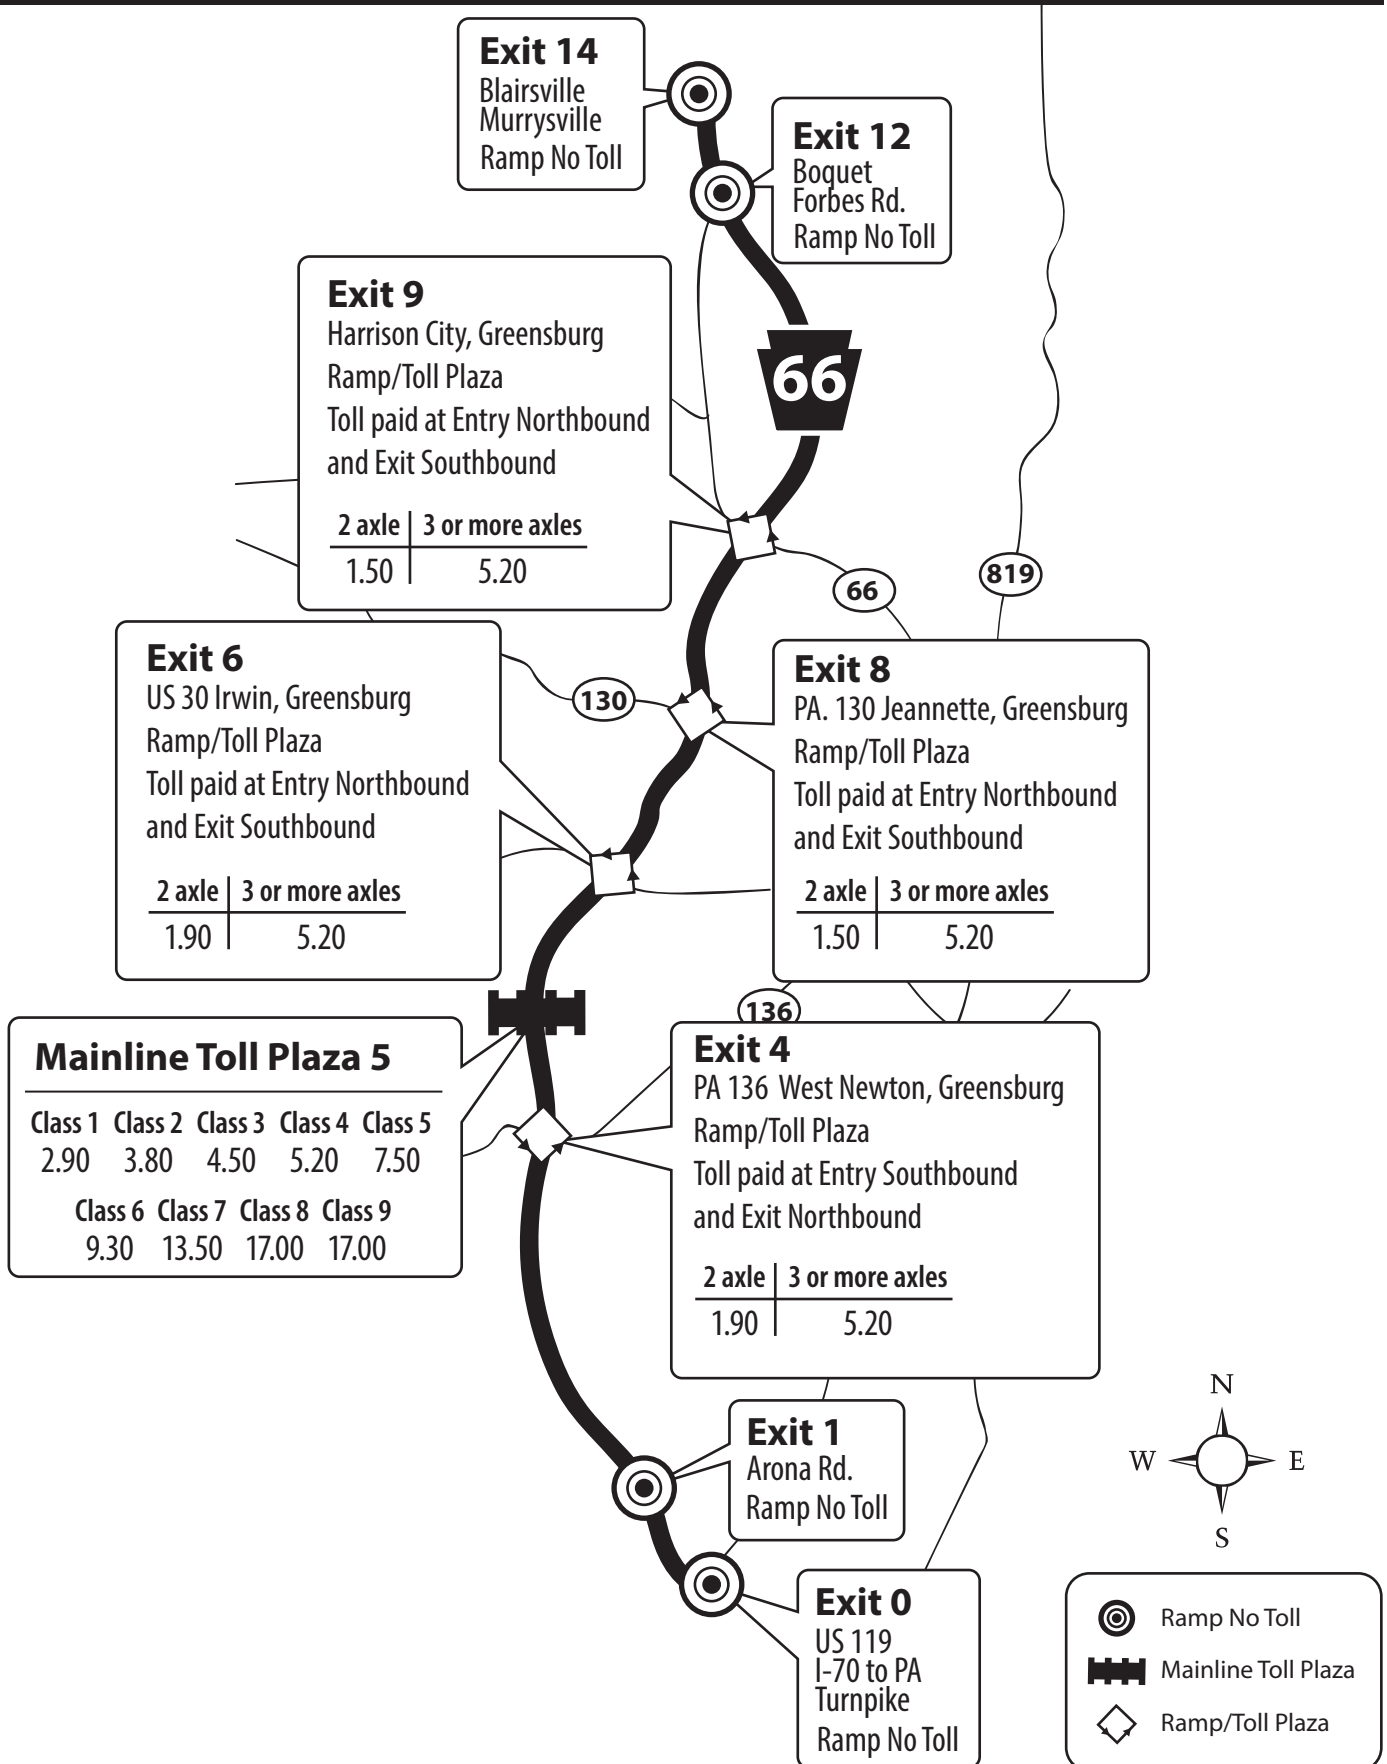 Exit 14
Blairsville
Murrysville
Ramp No Toll
Exit 12
Boquet
Forbes Rd.
Ramp No Toll
Exit 9
Harrison City, Greensburg
Ramp/Toll Plaza
Toll paid at Entry Northbound
and Exit Southbound
2 axle 3 or more axles
1.50 5.20
66
66
819
Exit 6
US 30 Irwin, Greensburg
Ramp/Toll Plaza
Toll paid at Entry Northbound
and Exit Southbound
2 axle 3 or more axles
1.90 5.20
130
Exit 8
PA. 130 Jeannette, Greensburg
Ramp/Toll Plaza
Toll paid at Entry Northbound
and Exit Southbound
2 axle 3 or more axles
1.50 5.20
136
Mainline Toll Plaza 5
Class 1 Class 2 Class 3 Class 4 Class 5
2.90 3.80 4.50 5.20 7.50
Class 6 Class 7 Class 8 Class 9
9.30 13.50 17.00 17.00
Exit 4
PA 136 West Newton, Greensburg
Ramp/Toll Plaza
Toll paid at Entry Southbound
and Exit Northbound
2 axle 3 or more axles
1.90 5.20
Exit 1
Arona Rd.
Ramp No Toll
Exit 0
US 119
I-70 to PA
Turnpike
Ramp No Toll
N
W E
S
Ramp No Toll
Mainline Toll Plaza
Ramp/Toll Plaza